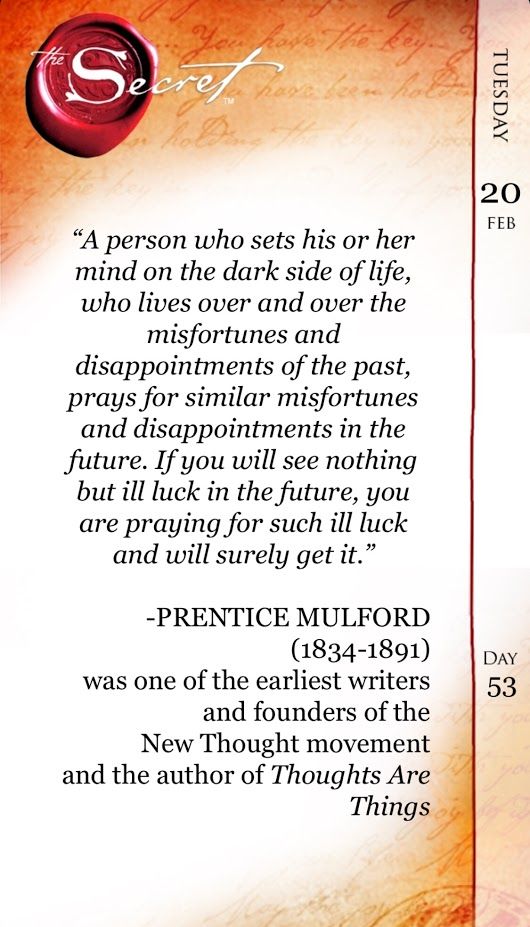 the Secret™
TUESDAY
20
FEB
“A person who sets his or her
mind on the dark side of life,
who lives over and over the
misfortunes and
disappointments of the past,
prays for similar misfortunes
and disappointments in the
future. If you will see nothing
but ill luck in the future, you
are praying for such ill luck
and will surely get it.”
-PRENTICE MULFORD
(1834-1891)
was one of the earliest writers
and founders of the
New Thought movement
and the author of Thoughts Are
Things
DAY
53